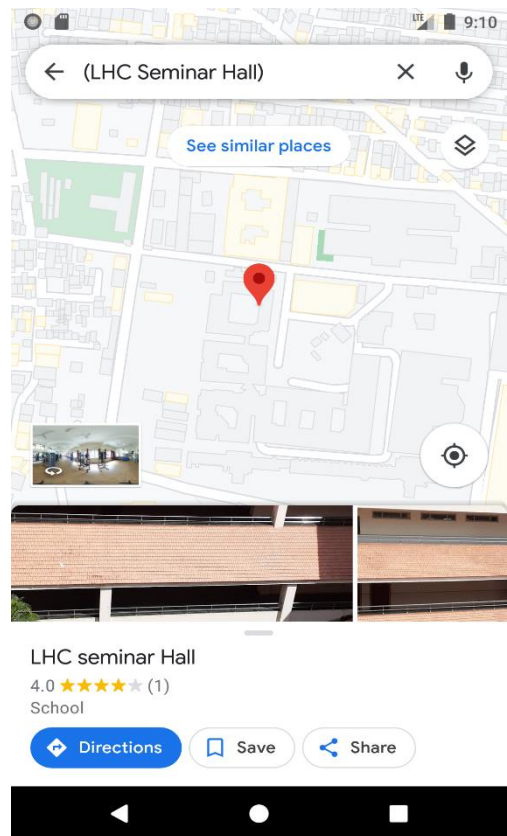 LTE 9:10
(LHC Seminar Hall)
See similar places
LHC seminar Hall
4.0 (1)
School
Directions Save Share